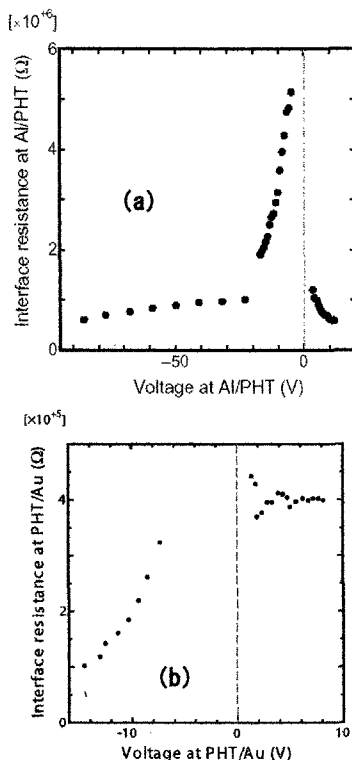 [×10⁺⁶]
Interface resistance at Al/PHT (Ω)
6
4
2
0
(a)
−50
0
Voltage at Al/PHT (V)
[×10⁺⁵]
Interface resistance at PHT/Au (Ω)
4
2
0
(b)
-10
0
10
Voltage at PHT/Au (V)